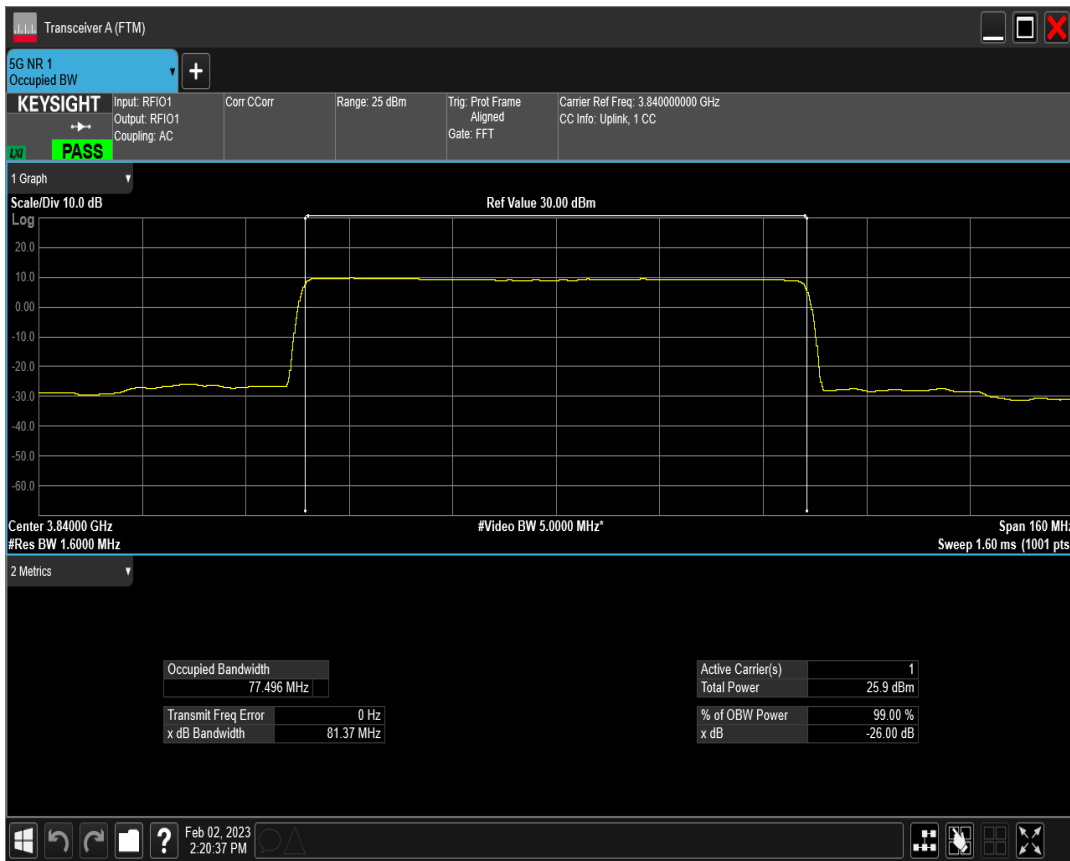 Transceiver A (FTM)
5G NR 1
Occupied BW
+
KEYSIGHT
LXI
PASS
Input: RFIO1
Output: RFIO1
Coupling: AC
Corr CCorr
Range: 25 dBm
Trig: Prot Frame
Aligned
Gate: FFT
Carrier Ref Freq: 3.840000000 GHz
CC Info: Uplink, 1 CC
1 Graph
Scale/Div 10.0 dB
Ref Value 30.00 dBm
Log
20.0
10.0
0.00
-10.0
-20.0
-30.0
-40.0
-50.0
-60.0
Center 3.84000 GHz
#Video BW 5.0000 MHz*
Span 160 MHz
#Res BW 1.6000 MHz
Sweep 1.60 ms (1001 pts
2 Metrics
Occupied Bandwidth
77.496 MHz
Transmit Freq Error 0 Hz
x dB Bandwidth 81.37 MHz
Active Carrier(s) 1
Total Power 25.9 dBm
% of OBW Power 99.00 %
x dB -26.00 dB
?
Feb 02, 2023
2:20:37 PM